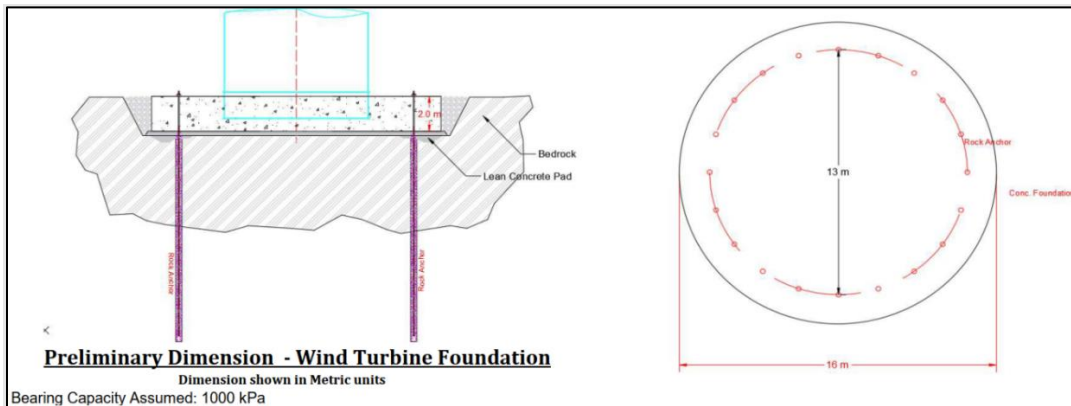 2.0 m
Bedrock
Lean Concrete Pad
Rock Anchor
Rock Anchor
Preliminary Dimension - Wind Turbine Foundation
Dimension shown in Metric units
Bearing Capacity Assumed: 1000 kPa
Rock Anchor
13 m
Conc. Foundation
16 m